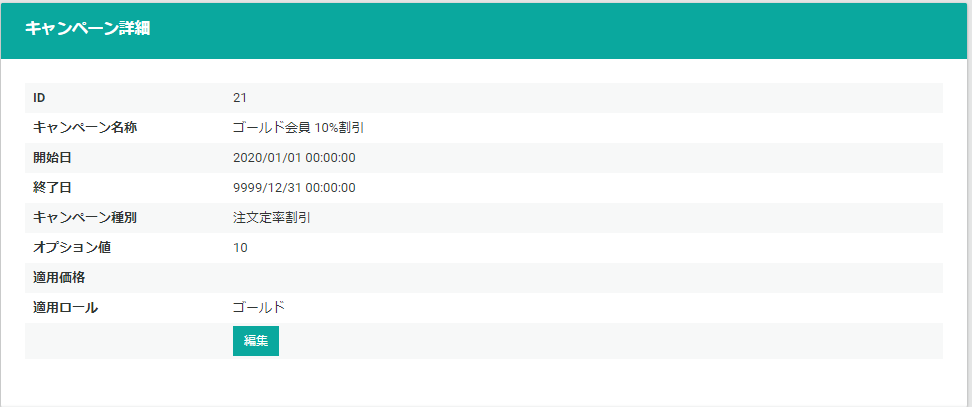 キャンペーン詳細
ID 21
キャンペーン名称 ゴールド会員 10%割引
開始日 2020/01/01 00:00:00
終了日 9999/12/31 00:00:00
キャンペーン種別 注文定率割引
オプション値 10
適用価格
適用ロール ゴールド
編集